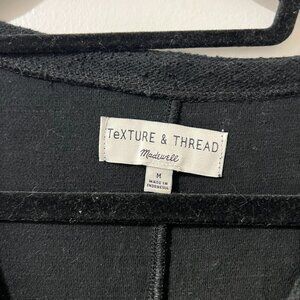 TeXTURE & THREAD
Madewell
M
MADE IN
INDONESIA